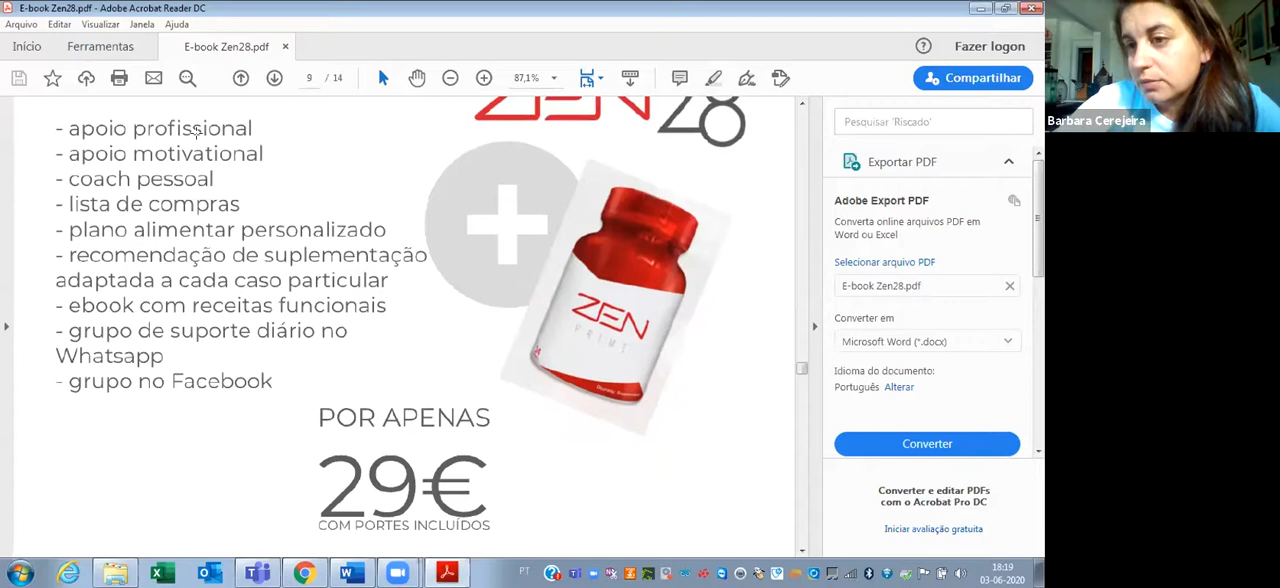 E-book Zen28.pdf - Adobe Acrobat Reader DC
Arquivo Editar Visualizar Janela Ajuda
Início Ferramentas E-book Zen28.pdf × Fazer logon
9 / 14 87,1% Compartilhar
ZEN 28
- apoio profissional
- apoio motivational
- coach pessoal
- lista de compras
- plano alimentar personalizado
- recomendação de suplementação
adaptada a cada caso particular
- ebook com receitas funcionais
- grupo de suporte diário no
Whatsapp
- grupo no Facebook
ZEN
PRIME
POR APENAS
29€
COM PORTES INCLUÍDOS
Pesquisar 'Riscado'
Exportar PDF
Adobe Export PDF
Converta online arquivos PDF em
Word ou Excel
Selecionar arquivo PDF
E-book Zen28.pdf
Converter em
Microsoft Word (*.docx)
Idioma do documento:
Português Alterar
Converter
Converter e editar PDFs
com o Acrobat Pro DC
Iniciar avaliação gratuita
Barbara Cerejeira
PT
18:19
03-06-2020